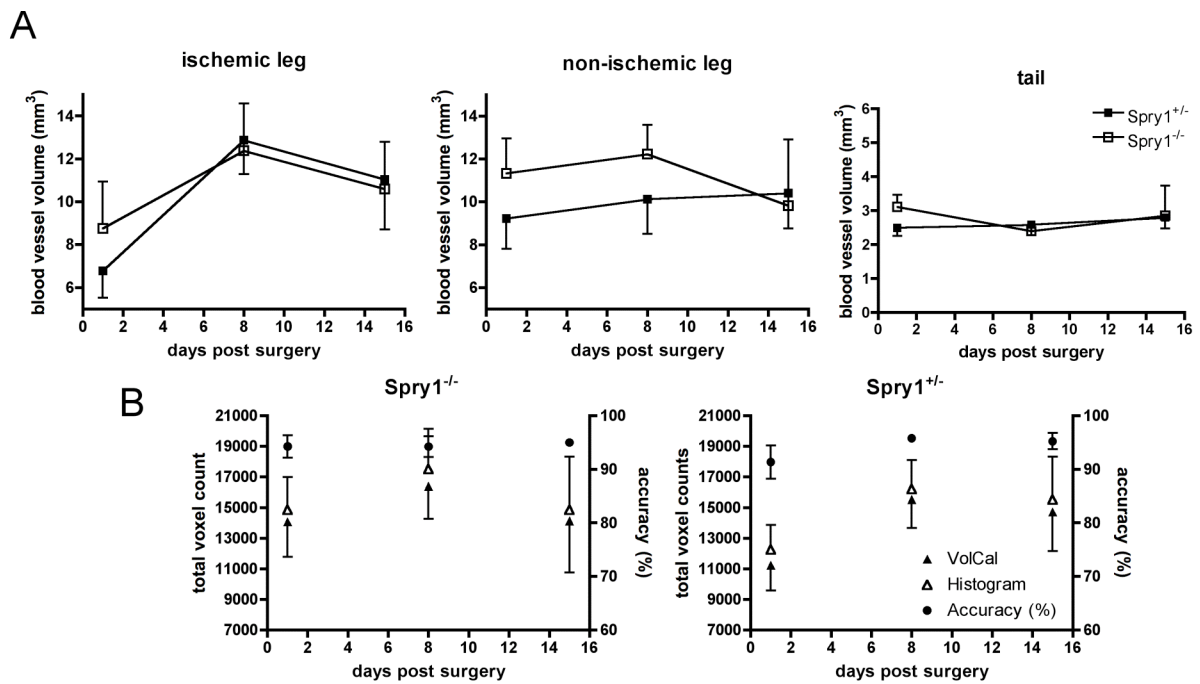 A
ischemic leg
blood vessel volume (mm³)
14
12
10
8
6
0 2 4 6 8 10 12 14 16
days post surgery
non-ischemic leg
blood vessel volume (mm³)
14
12
10
8
6
0 2 4 6 8 10 12 14 16
days post surgery
tail
blood vessel volume (mm³)
6
5
4
3
2
1
0
0 2 4 6 8 10 12 14 16
days post surgery
Spry1+/-
Spry1-/-
B
Spry1-/-
total voxel count
21000
19000
17000
15000
13000
11000
9000
7000
0 2 4 6 8 10 12 14 16
days post surgery
100
90
80
70
60
accuracy (%)
Spry1+/-
total voxel counts
21000
19000
17000
15000
13000
11000
9000
7000
0 2 4 6 8 10 12 14 16
days post surgery
100
90
80
70
60
accuracy (%)
VolCal
Histogram
Accuracy (%)